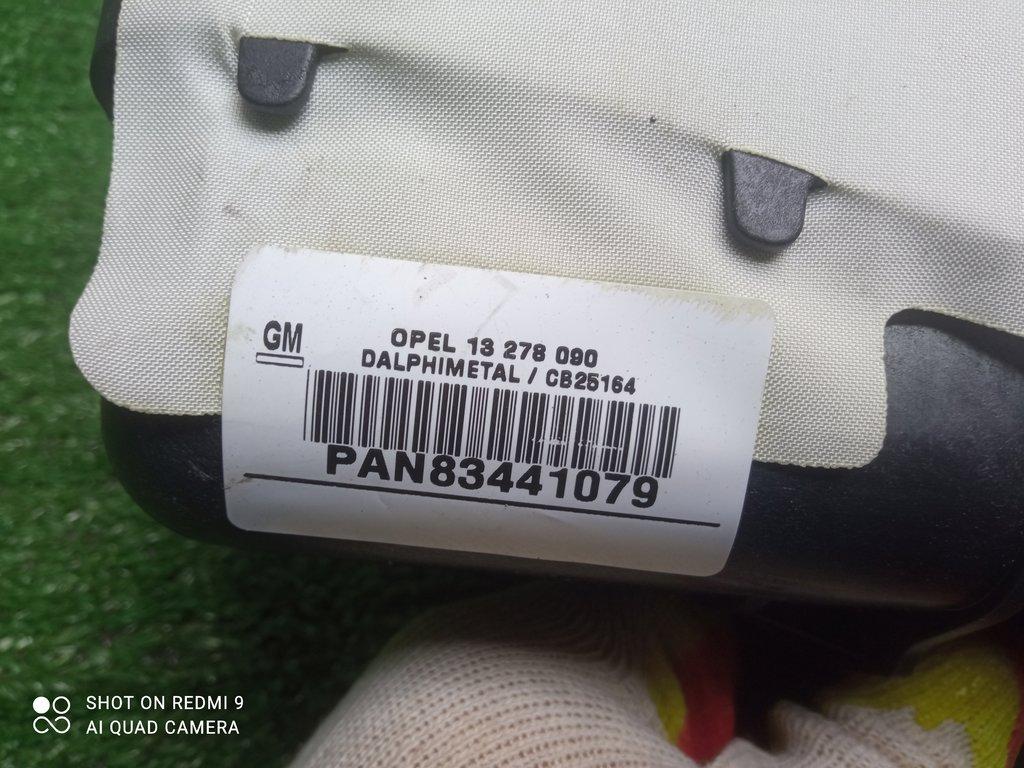 GM
OPEL 13 278 090
DALPHIMETAL / CB25164
PAN83441079
SHOT ON REDMI 9
AI QUAD CAMERA